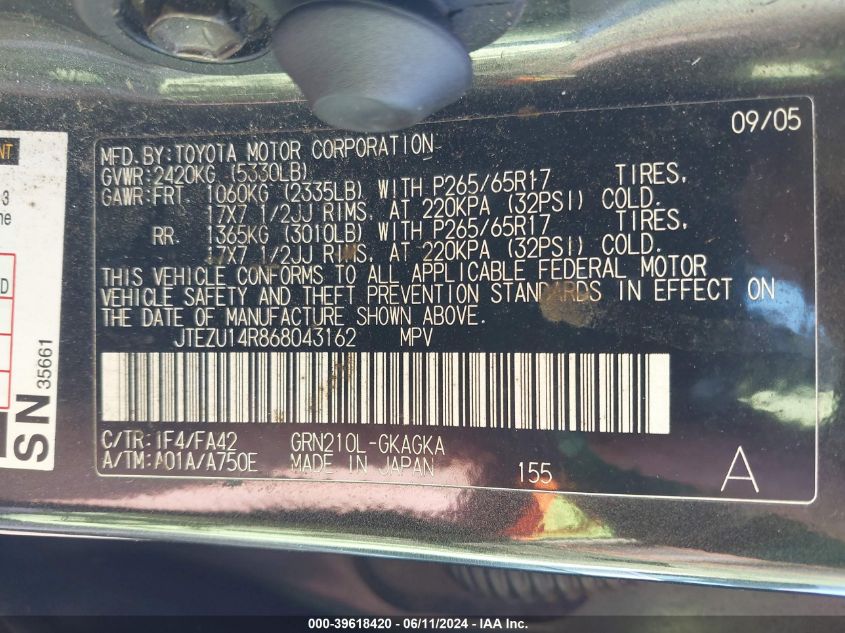 09/05
MFD. BY: TOYOTA MOTOR CORPORATION
GVWR: 2420KG (5330LB)
GAWR: FRT 1060KG (2335LB) WITH P265/65R17 TIRES,
17X7 1/2JJ RIMS, AT 220KPA (32PSI) COLD.
RR. 1365KG (3010LB) WITH P265/65R17 TIRES,
17X7 1/2JJ RIMS, AT 220KPA (32PSI) COLD.
THIS VEHICLE CONFORMS TO ALL APPLICABLE FEDERAL MOTOR
VEHICLE SAFETY AND THEFT PREVENTION STANDARDS IN EFFECT ON
THE DATE OF MANUFACTURE SHOWN ABOVE.
JTEZU14R868043162 MPV
C/TR: 1F4/FA42 GRN210L-GKAGKA
A/TM: A01A/A750E MADE IN JAPAN 155 A
SN 35661
000-39618420 - 06/11/2024 - IAA Inc.